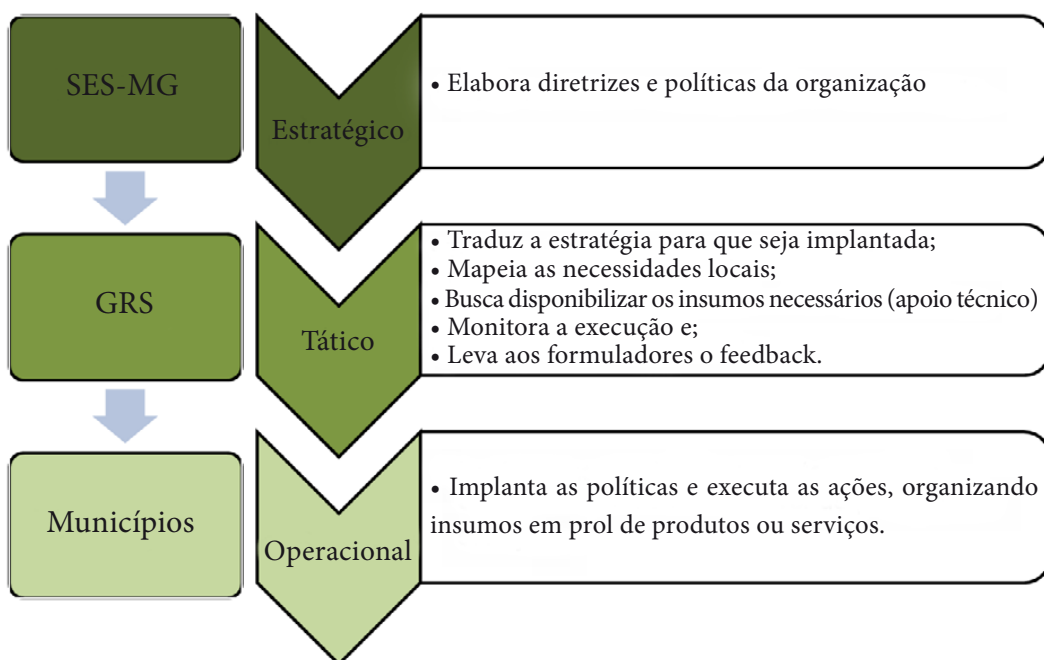 SES-MG
Estratégico
• Elabora diretrizes e políticas da organização
GRS
Tático
• Traduz a estratégia para que seja implantada;
• Mapeia as necessidades locais;
• Busca disponibilizar os insumos necessários (apoio técnico)
• Monitora a execução e;
• Leva aos formuladores o feedback.
Municípios
Operacional
• Implanta as políticas e executa as ações, organizando
insumos em prol de produtos ou serviços.